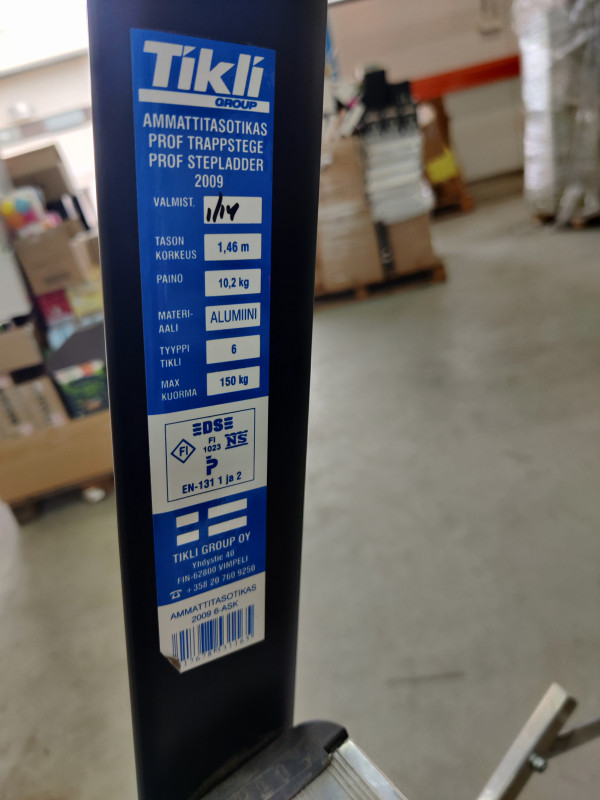 Tikli
GROUP
AMMATTITASOTIKAS
PROF TRAPPSTEGE
PROF STEPLADDER
2009
VALMIST. 1/14
TASON KORKEUS 1,46 m
PAINO 10,2 kg
MATERI-AALI ALUMIINI
TYYPPI TIKLI 6
MAX KUORMA 150 kg
EDSE
FI
FI
1023
NS
P
EN-131 1 ja 2
TIKLI GROUP OY
Yhdystie 40
FIN-62800 VIMPELI
+358 20 760 9250
AMMATTITASOTIKAS
2009 6-ASK